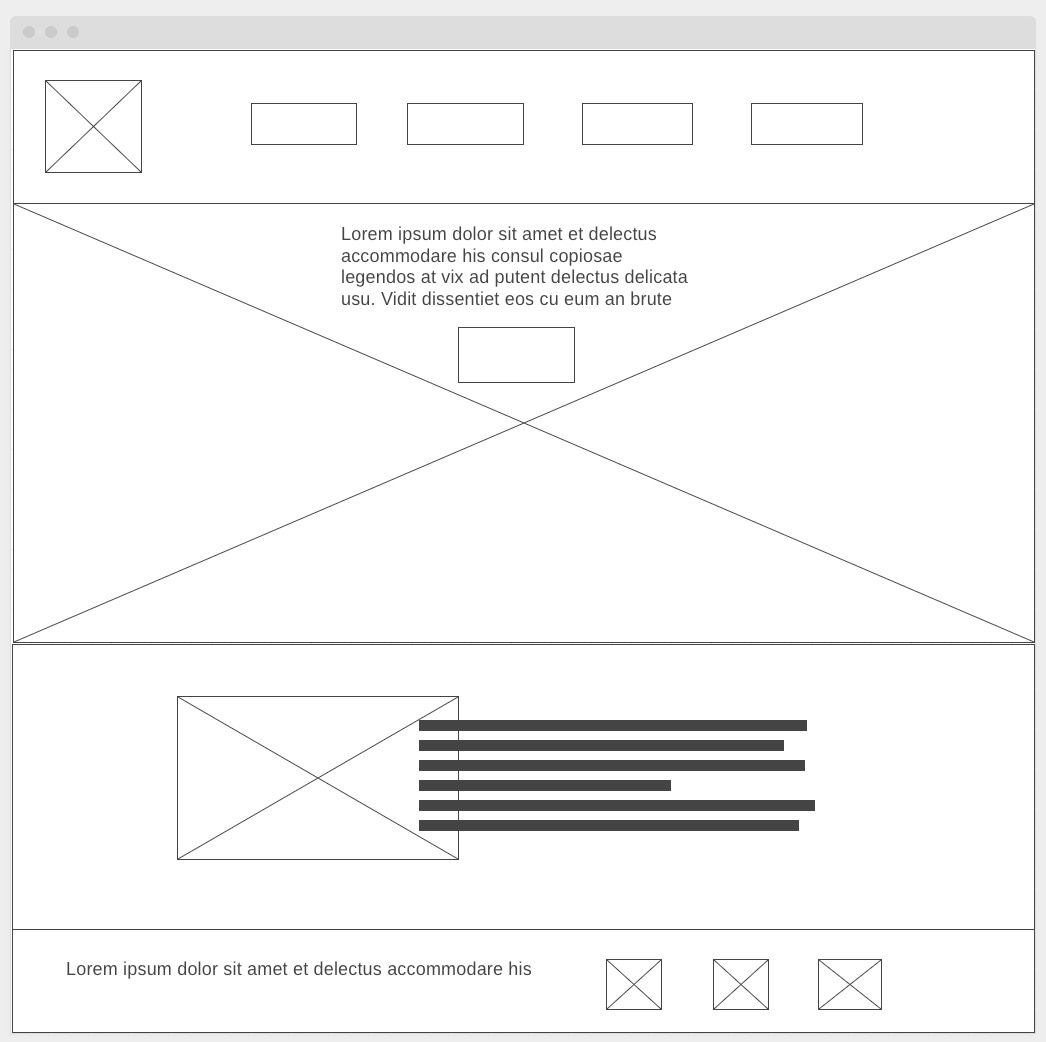 Lorem ipsum dolor sit amet et delectus
accommodare his consul copiosae
legendos at vix ad putent delectus delicata
usu. Vidit dissentiet eos cu eum an brute
Lorem ipsum dolor sit amet et delectus accommodare his